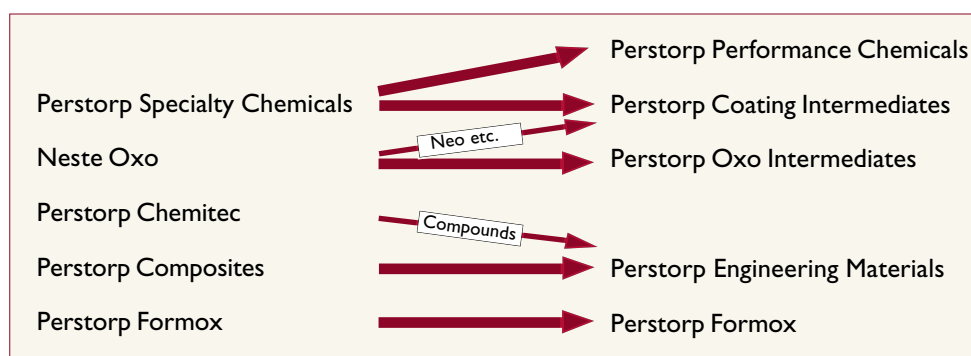 Perstorp Performance Chemicals
Perstorp Specialty Chemicals
Perstorp Coating Intermediates
Neo etc.
Neste Oxo
Perstorp Oxo Intermediates
Perstorp Chemitec
Compounds
Perstorp Composites
Perstorp Engineering Materials
Perstorp Formox
Perstorp Formox